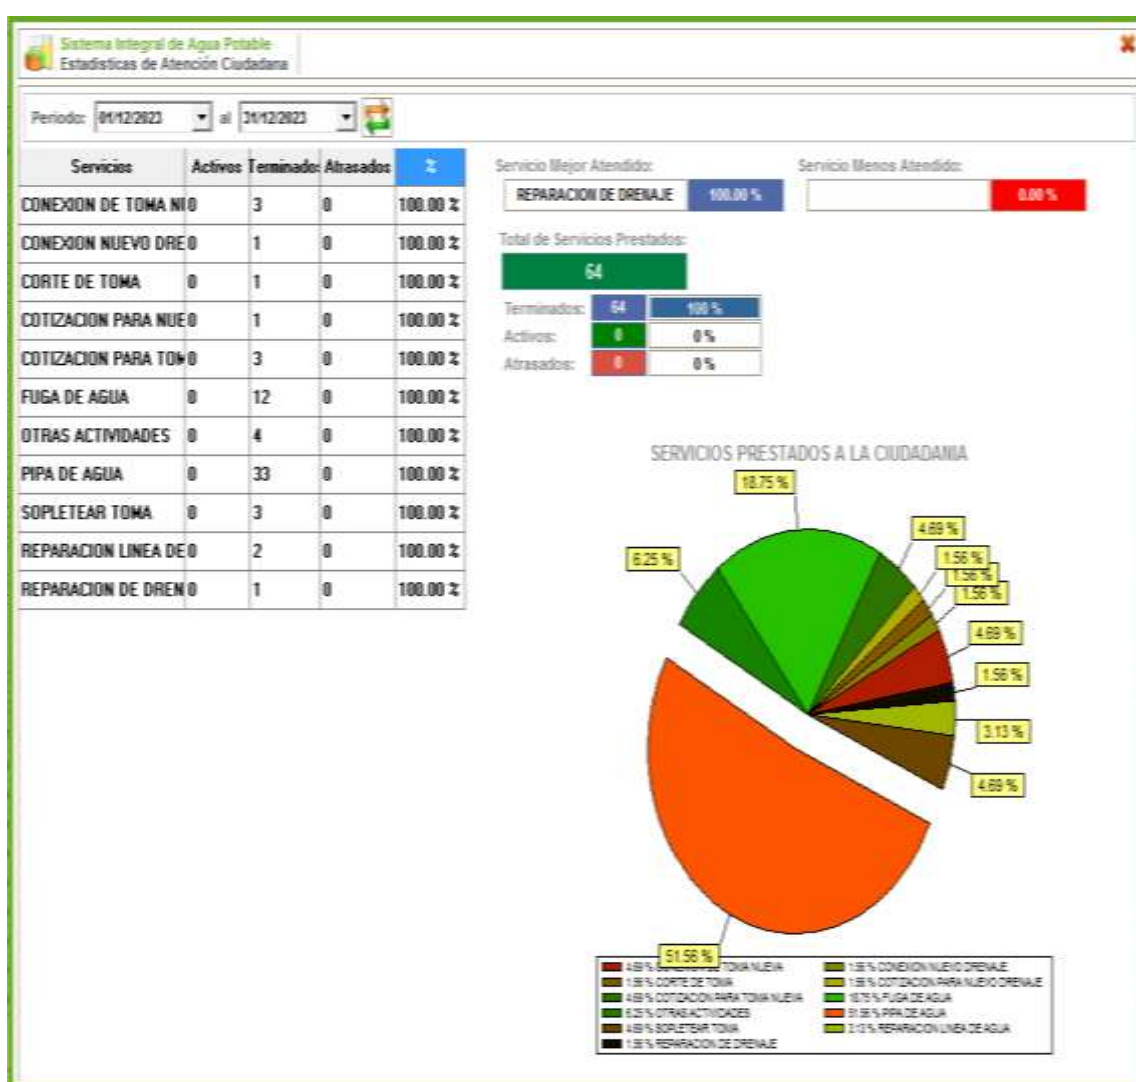 Sistema Integral de Agua Potable
Estadísticas de Atención Ciudadana
Periodo: 01/12/2023 al 31/12/2023
Servicios Activos Terminados Atrasados %
CONEXION DE TOMA NU 0 3 0 100.00 %
CONEXION NUEVO DRE 0 1 0 100.00 %
CORTE DE TOMA 0 1 0 100.00 %
COTIZACION PARA NUE 0 1 0 100.00 %
COTIZACION PARA TOM 0 3 0 100.00 %
FUGA DE AGUA 0 12 0 100.00 %
OTRAS ACTIVIDADES 0 4 0 100.00 %
PIPA DE AGUA 0 33 0 100.00 %
SOPLETEAR TOMA 0 3 0 100.00 %
REPARACION LINEA DE 0 2 0 100.00 %
REPARACION DE DREN 0 1 0 100.00 %
Servicio Mejor Atendido: Servicio Menos Atendido:
REPARACION DE DRENAJE 100.00 % 0.00 %
Total de Servicios Prestados:
64
Terminados: 64 100 %
Activos: 0 0 %
Atrasados: 0 0 %
SERVICIOS PRESTADOS A LA CIUDADANIA
18.75 %
4.69 %
6.25 %
1.56 %
1.56 %
1.56 %
4.69 %
1.56 %
3.13 %
4.69 %
51.56 %
4.69 % TOMA NUEVA 1.56 % CONEXION NUEVO DRENAJE
1.56 % CORTE DE TOMA 1.56 % COTIZACION PARA NUEVO DRENAJE
4.69 % COTIZACION PARA TOMA NUEVA 18.75 % FUGA DE AGUA
6.25 % OTRAS ACTIVIDADES 51.56 % PIPA DE AGUA
4.69 % SOPLETEAR TOMA 3.13 % REPARACION LINEA DE AGUA
1.56 % REPARACION DE DRENAJE